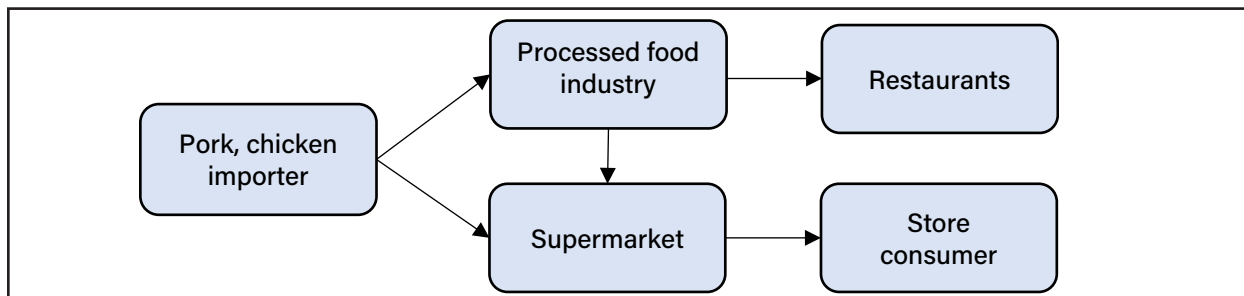 Processed food
industry
Restaurants
Pork, chicken
importer
Supermarket
Store
consumer